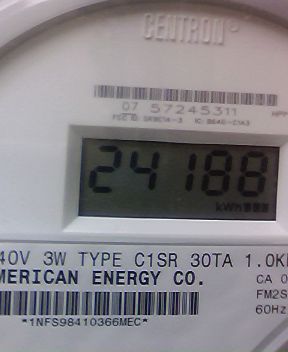 CENTRON®
07 57245311
24188
kWh
40V 3W TYPE C1SR 30TA 1.0K
MERICAN ENERGY CO.
CA 0
FM2S
60Hz
*1NFS98410366MEC*